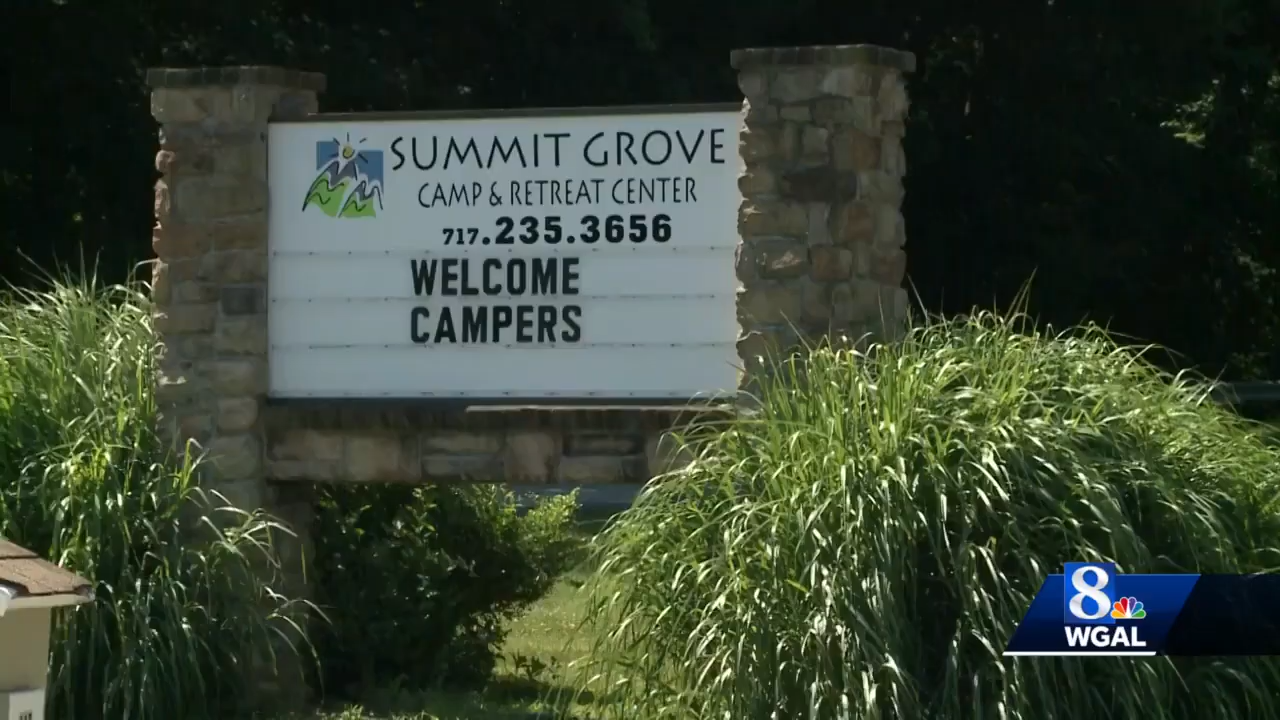 SUMMIT GROVE
CAMP & RETREAT CENTER
717.235.3656
WELCOME
CAMPERS
8
WGAL